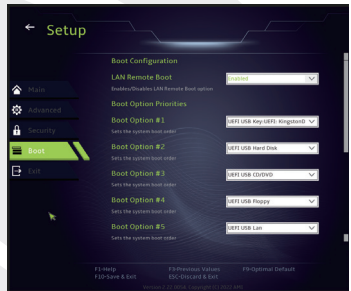 Setup
Boot Configuration
LAN Remote Boot
Enabled
Enables/Disables LAN Remote Boot option
Main
Boot Option Priorities
Advanced
Boot Option #1
UEFI USB Key:UEFI: KingstonD
Sets the system boot order
Security
Boot Option #2
UEFI USB Hard Disk
Boot
Sets the system boot order
Exit
Boot Option #3
UEFI USB CD/DVD
Sets the system boot order
Boot Option #4
UEFI USB Floppy
Sets the system boot order
Boot Option #5
UEFI USB Lan
Sets the system boot order
F1-Help
F3-Previous Values
F9-Optimal Default
F10-Save & Exit
ESC-Discard & Exit